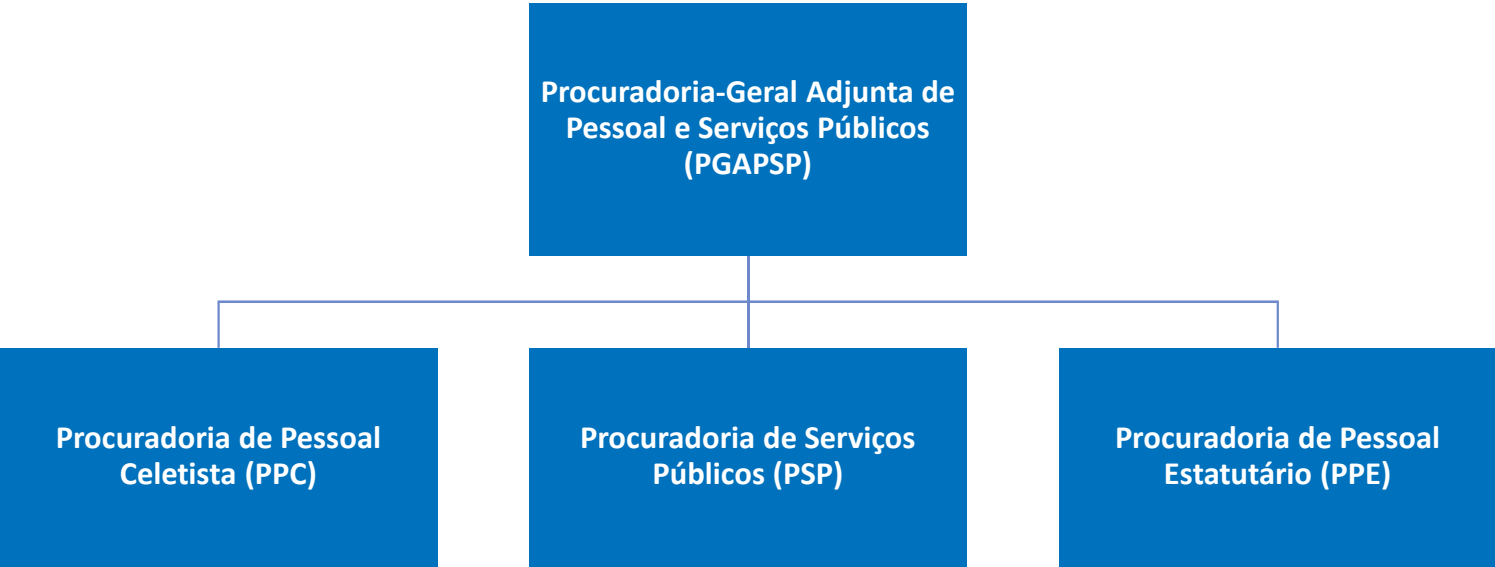 Procuradoria-Geral Adjunta de
Pessoal e Serviços Públicos
(PGAPSP)
Procuradoria de Pessoal
Celetista (PPC)
Procuradoria de Serviços
Públicos (PSP)
Procuradoria de Pessoal
Estatutário (PPE)